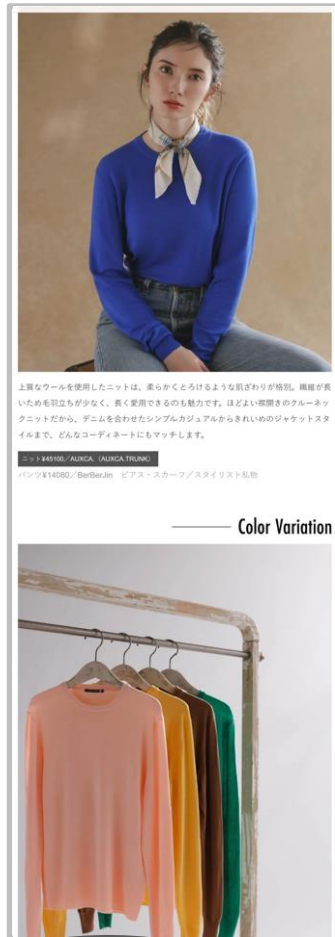 上質なウールを使用したニットは、柔らかくとろけるような肌ざわりが格別。繊維が長
いため毛羽立ちが少なく、長く愛用できるのも魅力です。ほどよい襟開きのクルーネッ
クニットだから、デニムを合わせたシンプルカジュアルからきれいめのジャケットスタ
イルまで、どんなコーディネートにもマッチします。
ニット¥45100／AUXCA.（AUXCA.TRUNK）
パンツ¥14080／BerBerJin　ピアス・スカーフ／スタイリスト私物
Color Variation